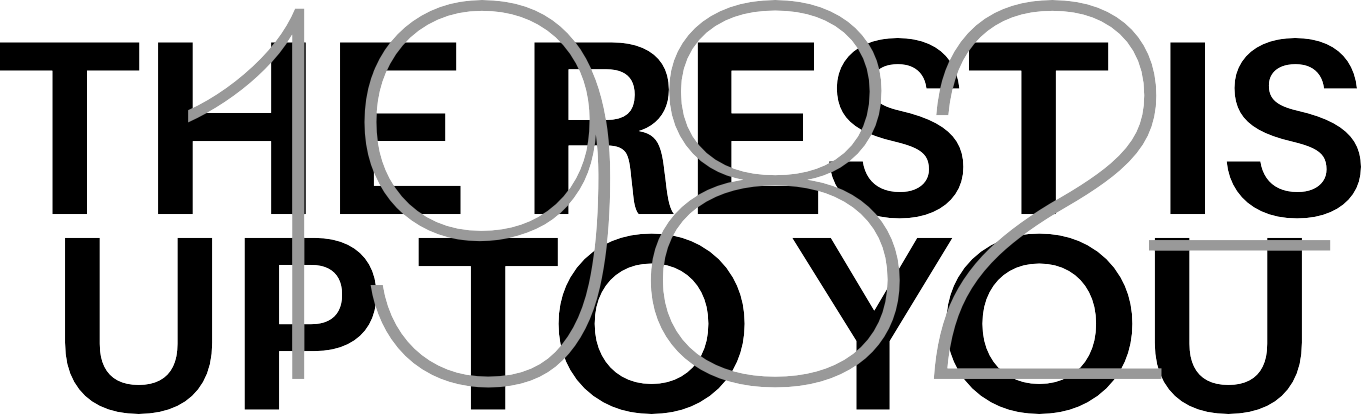 THE REST IS
UP TO YOU
1982–